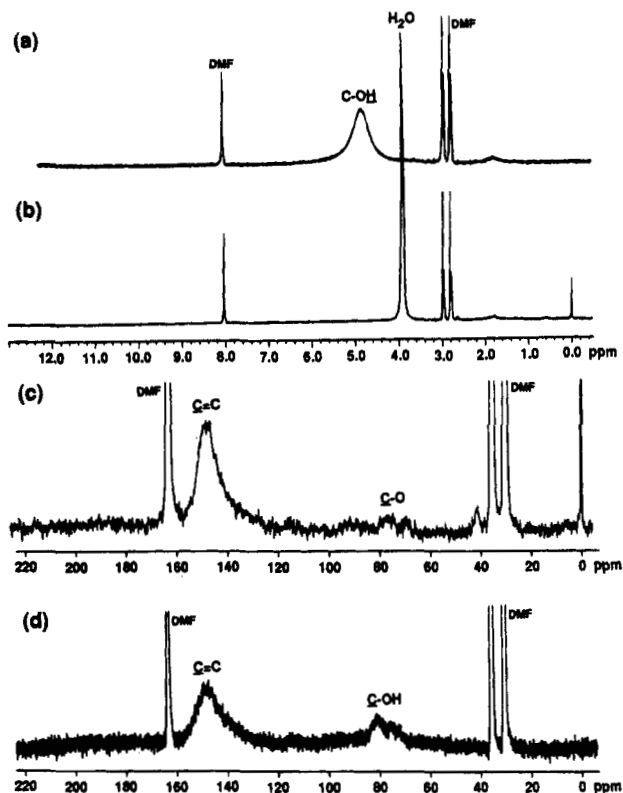 (a)
DMF
C-OH
H₂O
DMF
(b)
12.0 11.0 10.0 9.0 8.0 7.0 6.0 5.0 4.0 3.0 2.0 1.0 0.0 ppm
(c)
DMF
C=C
C-O
DMF
220 200 180 160 140 120 100 80 60 40 20 0 ppm
(d)
DMF
C=C
C-OH
DMF
220 200 180 160 140 120 100 80 60 40 20 0 ppm